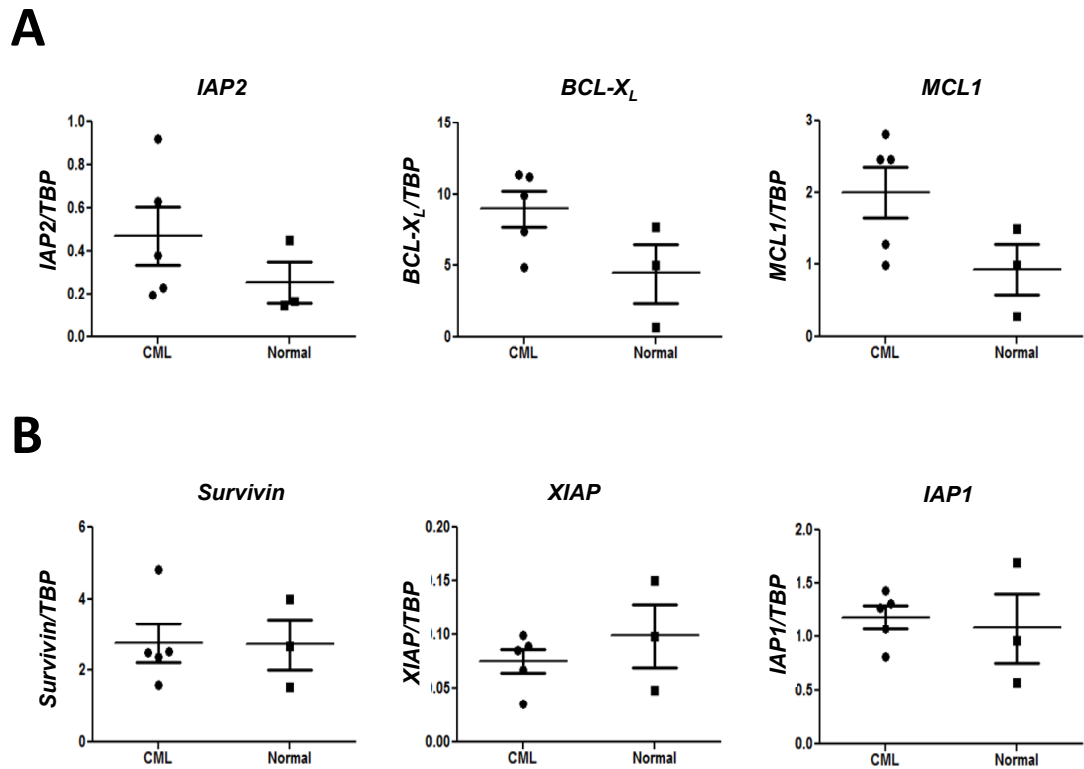 A
IAP2
BCL-XL
MCL1
IAP2/TBP
1.0
0.8
0.6
0.4
0.2
0.0
CML
Normal
BCL-XL/TBP
15
10
5
0
CML
Normal
MCL1/TBP
3
2
1
0
CML
Normal
B
Survivin
XIAP
IAP1
Survivin/TBP
6
4
2
0
CML
Normal
XIAP/TBP
0.20
.15
.10
.05
0.00
CML
Normal
IAP1/TBP
2.0
1.5
1.0
0.5
0.0
CML
Normal